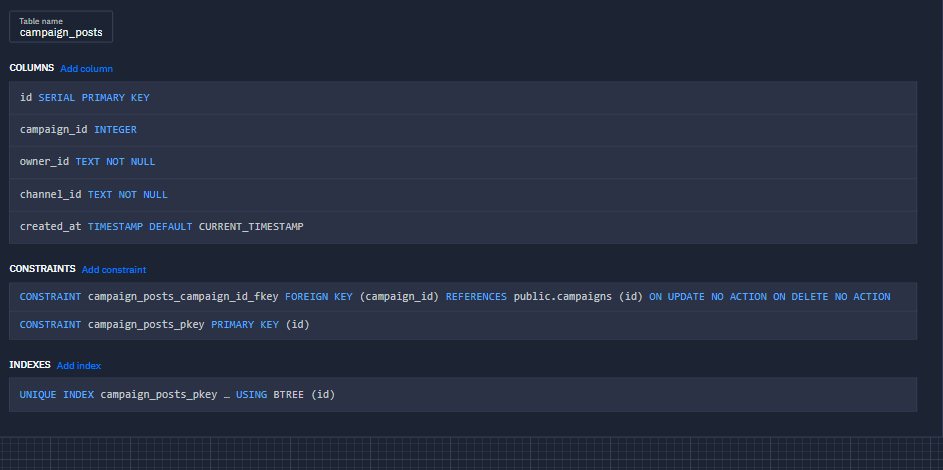 Table name
campaign_posts
COLUMNS Add column
id SERIAL PRIMARY KEY
campaign_id INTEGER
owner_id TEXT NOT NULL
channel_id TEXT NOT NULL
created_at TIMESTAMP DEFAULT CURRENT_TIMESTAMP
CONSTRAINTS Add constraint
CONSTRAINT campaign_posts_campaign_id_fkey FOREIGN KEY (campaign_id) REFERENCES public.campaigns (id) ON UPDATE NO ACTION ON DELETE NO ACTION
CONSTRAINT campaign_posts_pkey PRIMARY KEY (id)
INDEXES Add index
UNIQUE INDEX campaign_posts_pkey … USING BTREE (id)